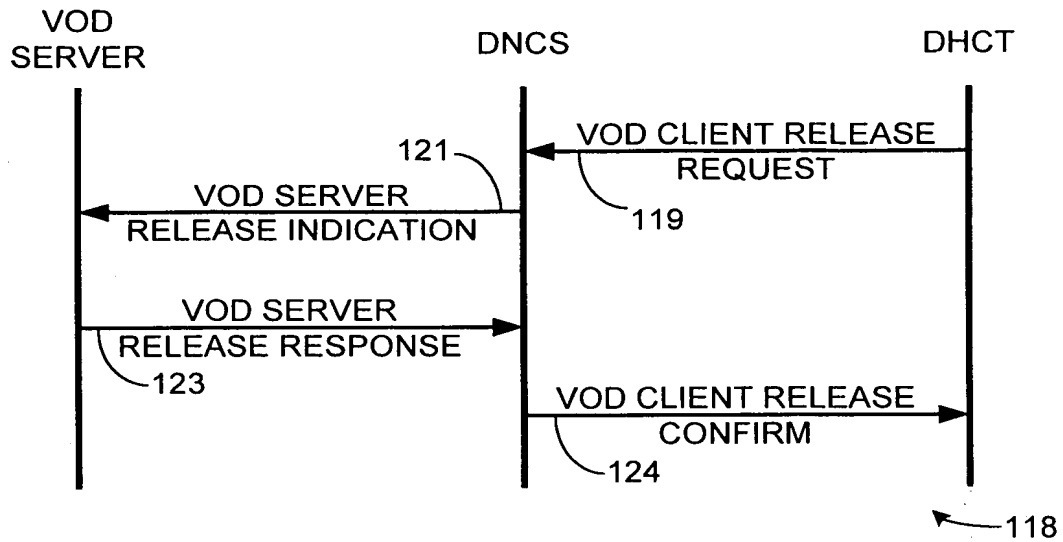 VOD
SERVER
DNCS
DHCT
VOD CLIENT RELEASE
REQUEST
119
121
VOD SERVER
RELEASE INDICATION
VOD SERVER
RELEASE RESPONSE
123
VOD CLIENT RELEASE
CONFIRM
124
118